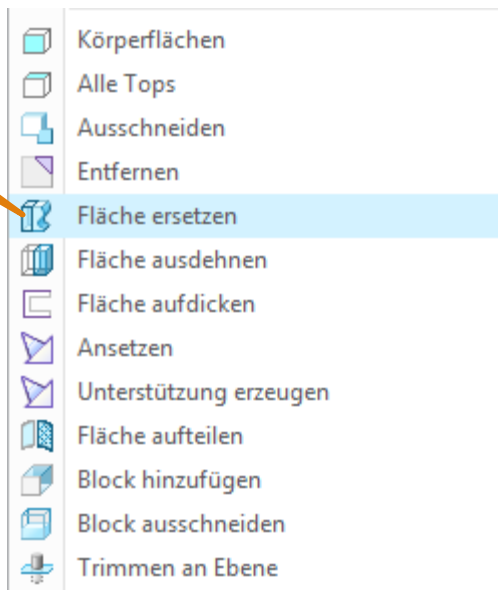 Körperflächen
Alle Tops
Ausschneiden
Entfernen
Fläche ersetzen
Fläche ausdehnen
Fläche aufdicken
Ansetzen
Unterstützung erzeugen
Fläche aufteilen
Block hinzufügen
Block ausschneiden
Trimmen an Ebene